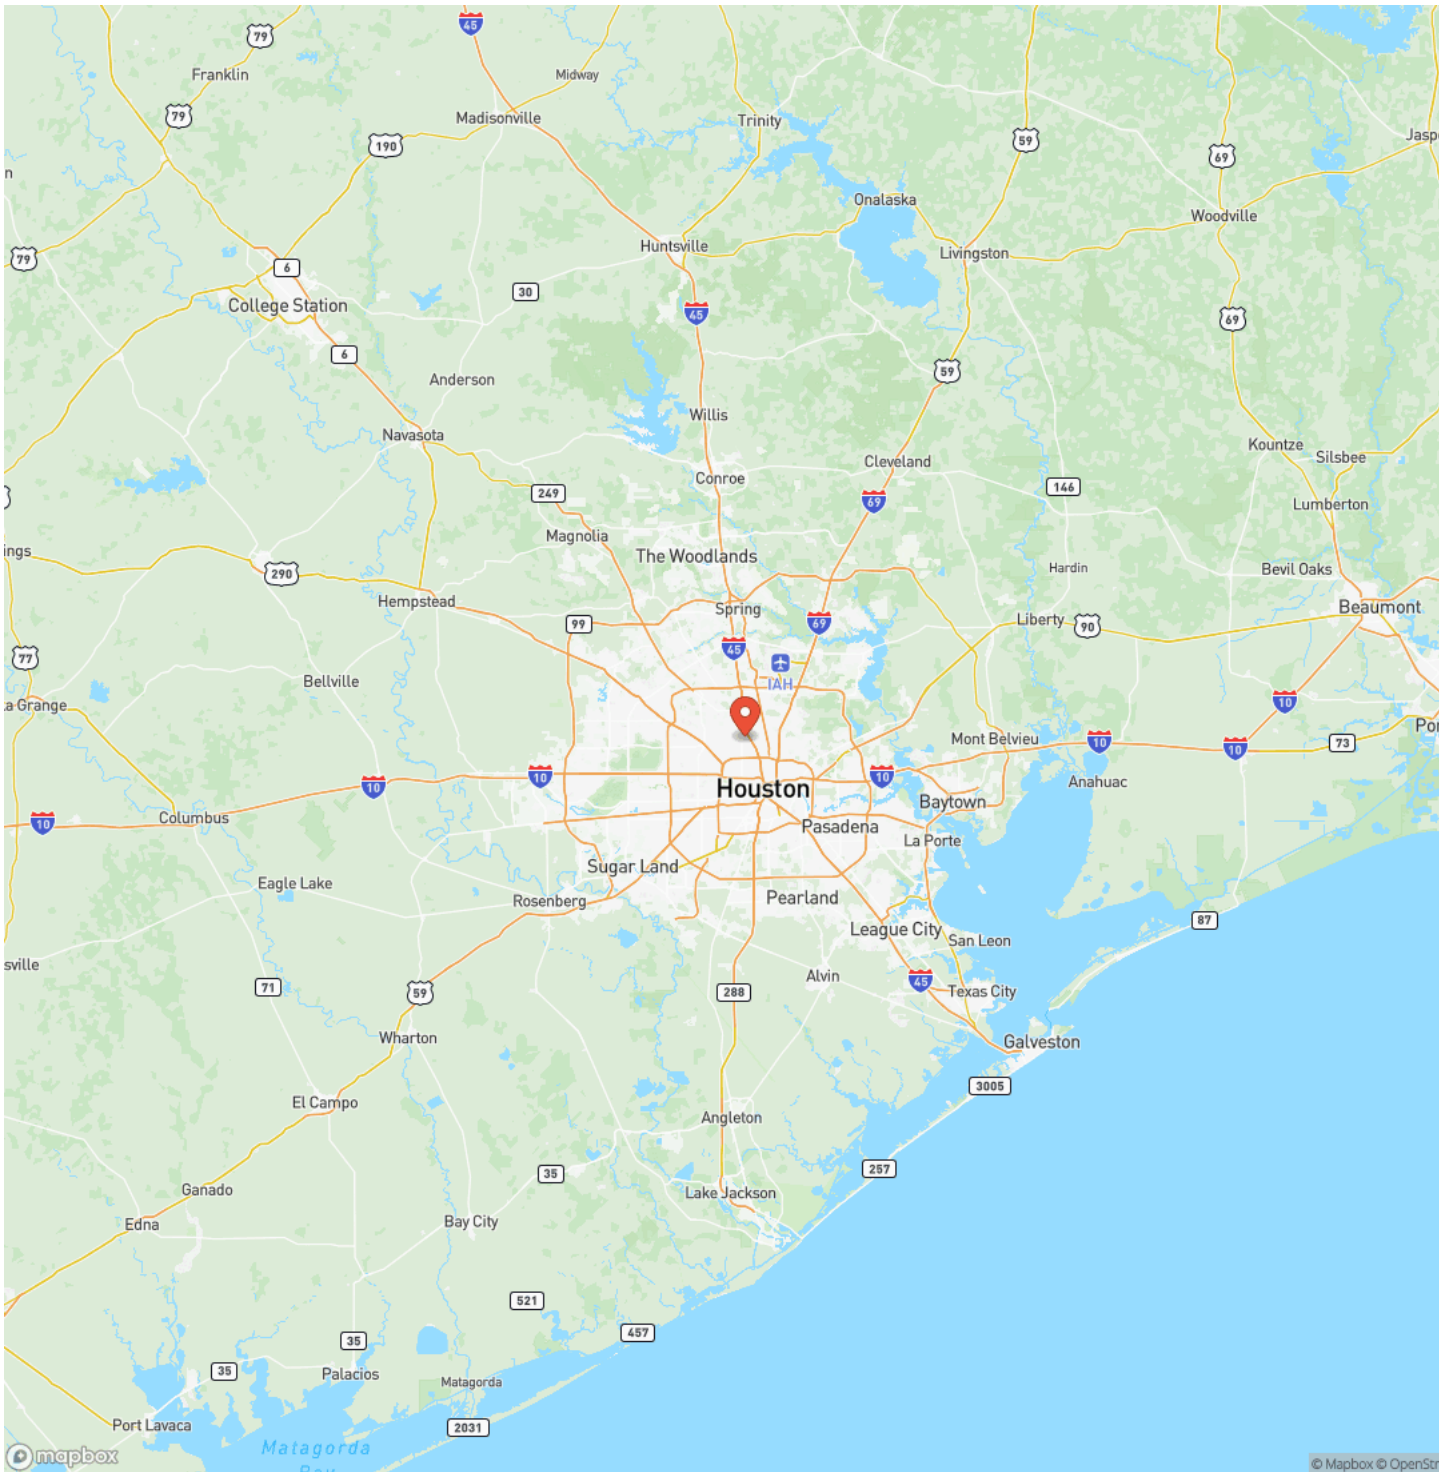 45
79
Franklin
Midway
79
Madisonville
Trinity
190
59
Jasp
69
n
Onalaska
Woodville
Huntsville
Livingston
79
6
30
College Station
45
69
6
59
Anderson
Willis
Navasota
Kountze
Silsbee
Cleveland
Conroe
146
249
69
Lumberton
Magnolia
ings
The Woodlands
Hardin
Bevil Oaks
290
Hempstead
Spring
Beaumont
99
69
Liberty
90
45
77
IAH
Bellville
a Grange
10
Por
Mont Belvieu
10
10
73
10
10
10
Anahuac
Houston
Baytown
Columbus
10
Pasadena
La Porte
Sugar Land
Eagle Lake
Rosenberg
Pearland
87
League City
San Leon
sville
Alvin
45
71
59
288
Texas City
Wharton
Galveston
3005
El Campo
Angleton
257
35
Ganado
Lake Jackson
Edna
Bay City
521
457
35
35
Palacios
Matagorda
Port Lavaca
2031
Matagorda
Bay
mapbox
© Mapbox © OpenStr